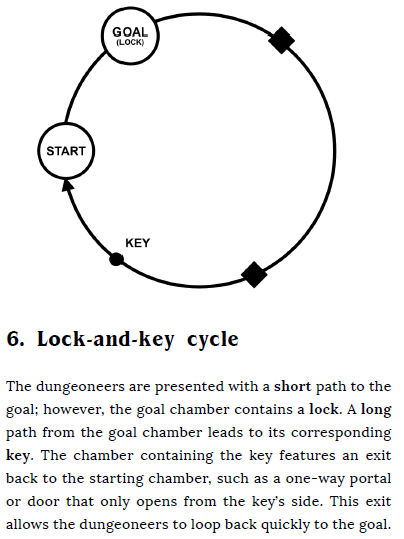 GOAL
(LOCK)
START
KEY
6. Lock-and-key cycle
The dungeoneers are presented with a short path to the
goal; however, the goal chamber contains a lock. A long
path from the goal chamber leads to its corresponding
key. The chamber containing the key features an exit
back to the starting chamber, such as a one-way portal
or door that only opens from the key’s side. This exit
allows the dungeoneers to loop back quickly to the goal.